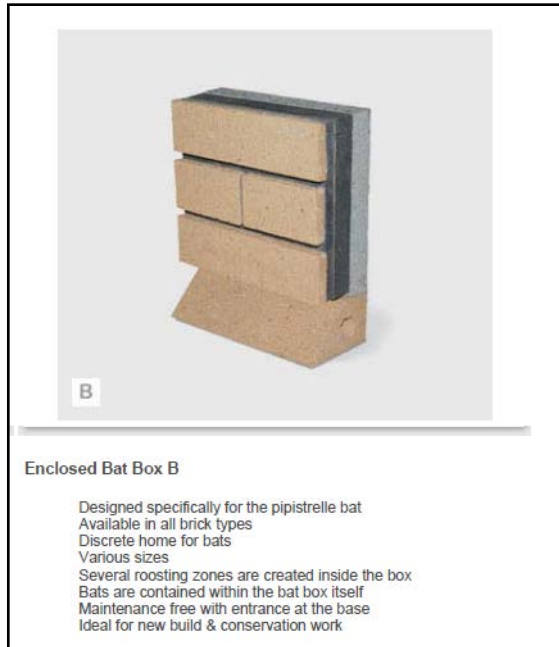 B
Enclosed Bat Box B
Designed specifically for the pipistrelle bat
Available in all brick types
Discrete home for bats
Various sizes
Several roosting zones are created inside the box
Bats are contained within the bat box itself
Maintenance free with entrance at the base
Ideal for new build & conservation work